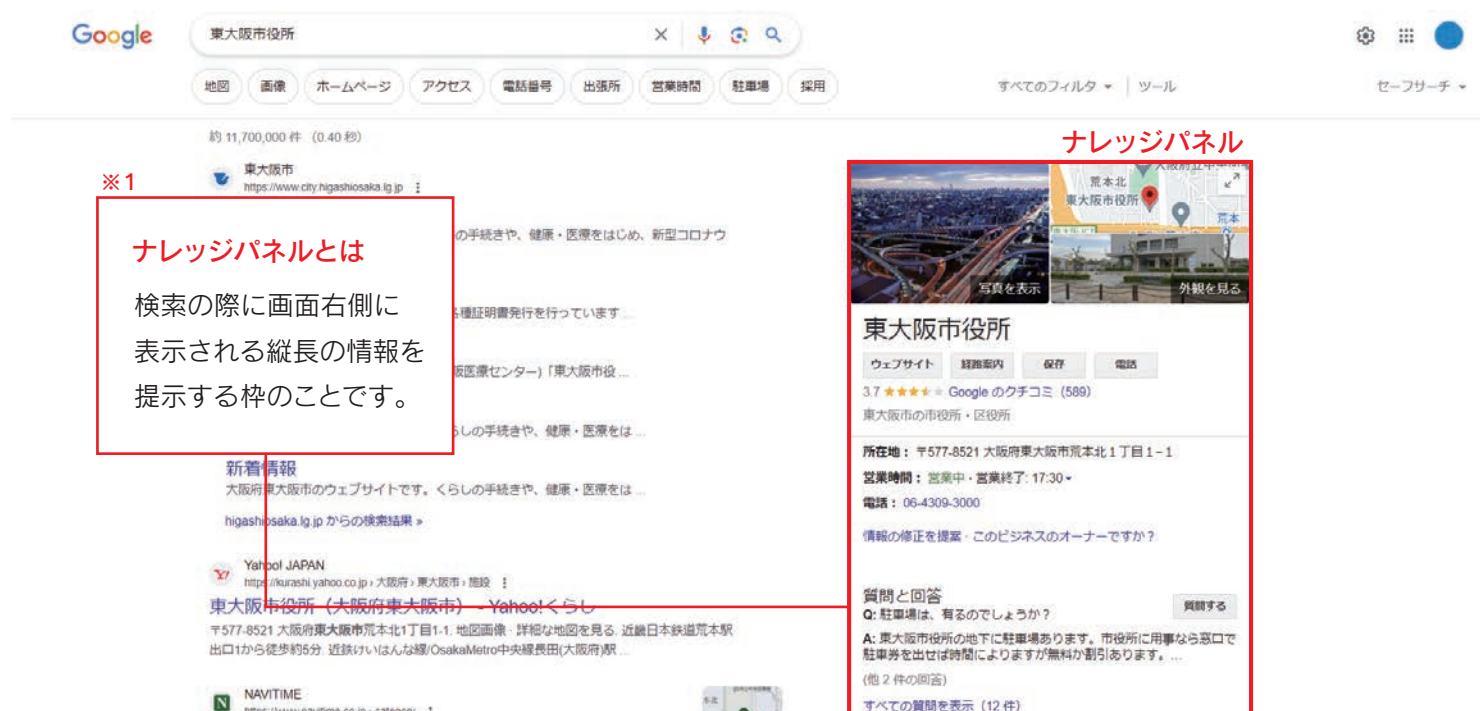 Google
東大阪市役所
地図 画像 ホームページ アクセス 電話番号 出張所 営業時間 駐車場 採用
すべてのフィルタ ツール
セーフサーチ
約 11,700,000 件 (0.40 秒)
東大阪市
https://www.city.higashiosaka.lg.jp
※1
ナレッジパネルとは
検索の際に画面右側に
表示される縦長の情報を
提示する枠のことです。
の手続きや、健康・医療をはじめ、新型コロナウ
種証明書発行を行っています ...
医療センター)「東大阪市役 ...
らしの手続きや、健康・医療をは ...
新着情報
大阪府東大阪市のウェブサイトです。くらしの手続きや、健康・医療をは ...
higashiosaka.lg.jp からの検索結果 »
Yahoo! JAPAN
https://kurashi.yahoo.co.jp › 大阪府 › 東大阪市 › 施設
東大阪市役所（大阪府東大阪市） - Yahoo!くらし
〒577-8521 大阪府東大阪市荒本北1丁目1-1. 地図画像 · 詳細な地図を見る. 近畿日本鉄道荒本駅
出口1から徒歩約5分. 近鉄けいはんな線/OsakaMetro中央線長田(大阪府)駅 ...
N NAVITIME
ナレッジパネル
荒本北
東大阪市役所
荒本
写真を表示
外観を見る
東大阪市役所
ウェブサイト 経路案内 保存 電話
3.7 Google のクチコミ (589)
東大阪市の市役所・区役所
所在地： 〒577-8521 大阪府東大阪市荒本北１丁目１−１
営業時間： 営業中 · 営業終了: 17:30
電話： 06-4309-3000
情報の修正を提案 · このビジネスのオーナーですか？
質問と回答
質問する
Q: 駐車場は、有るのでしょうか？
A: 東大阪市役所の地下に駐車場あります。市役所に用事なら窓口で
駐車券を出せば時間によりますが無料か割引あります。...
(他 2 件の回答)
すべての質問を表示（12 件）